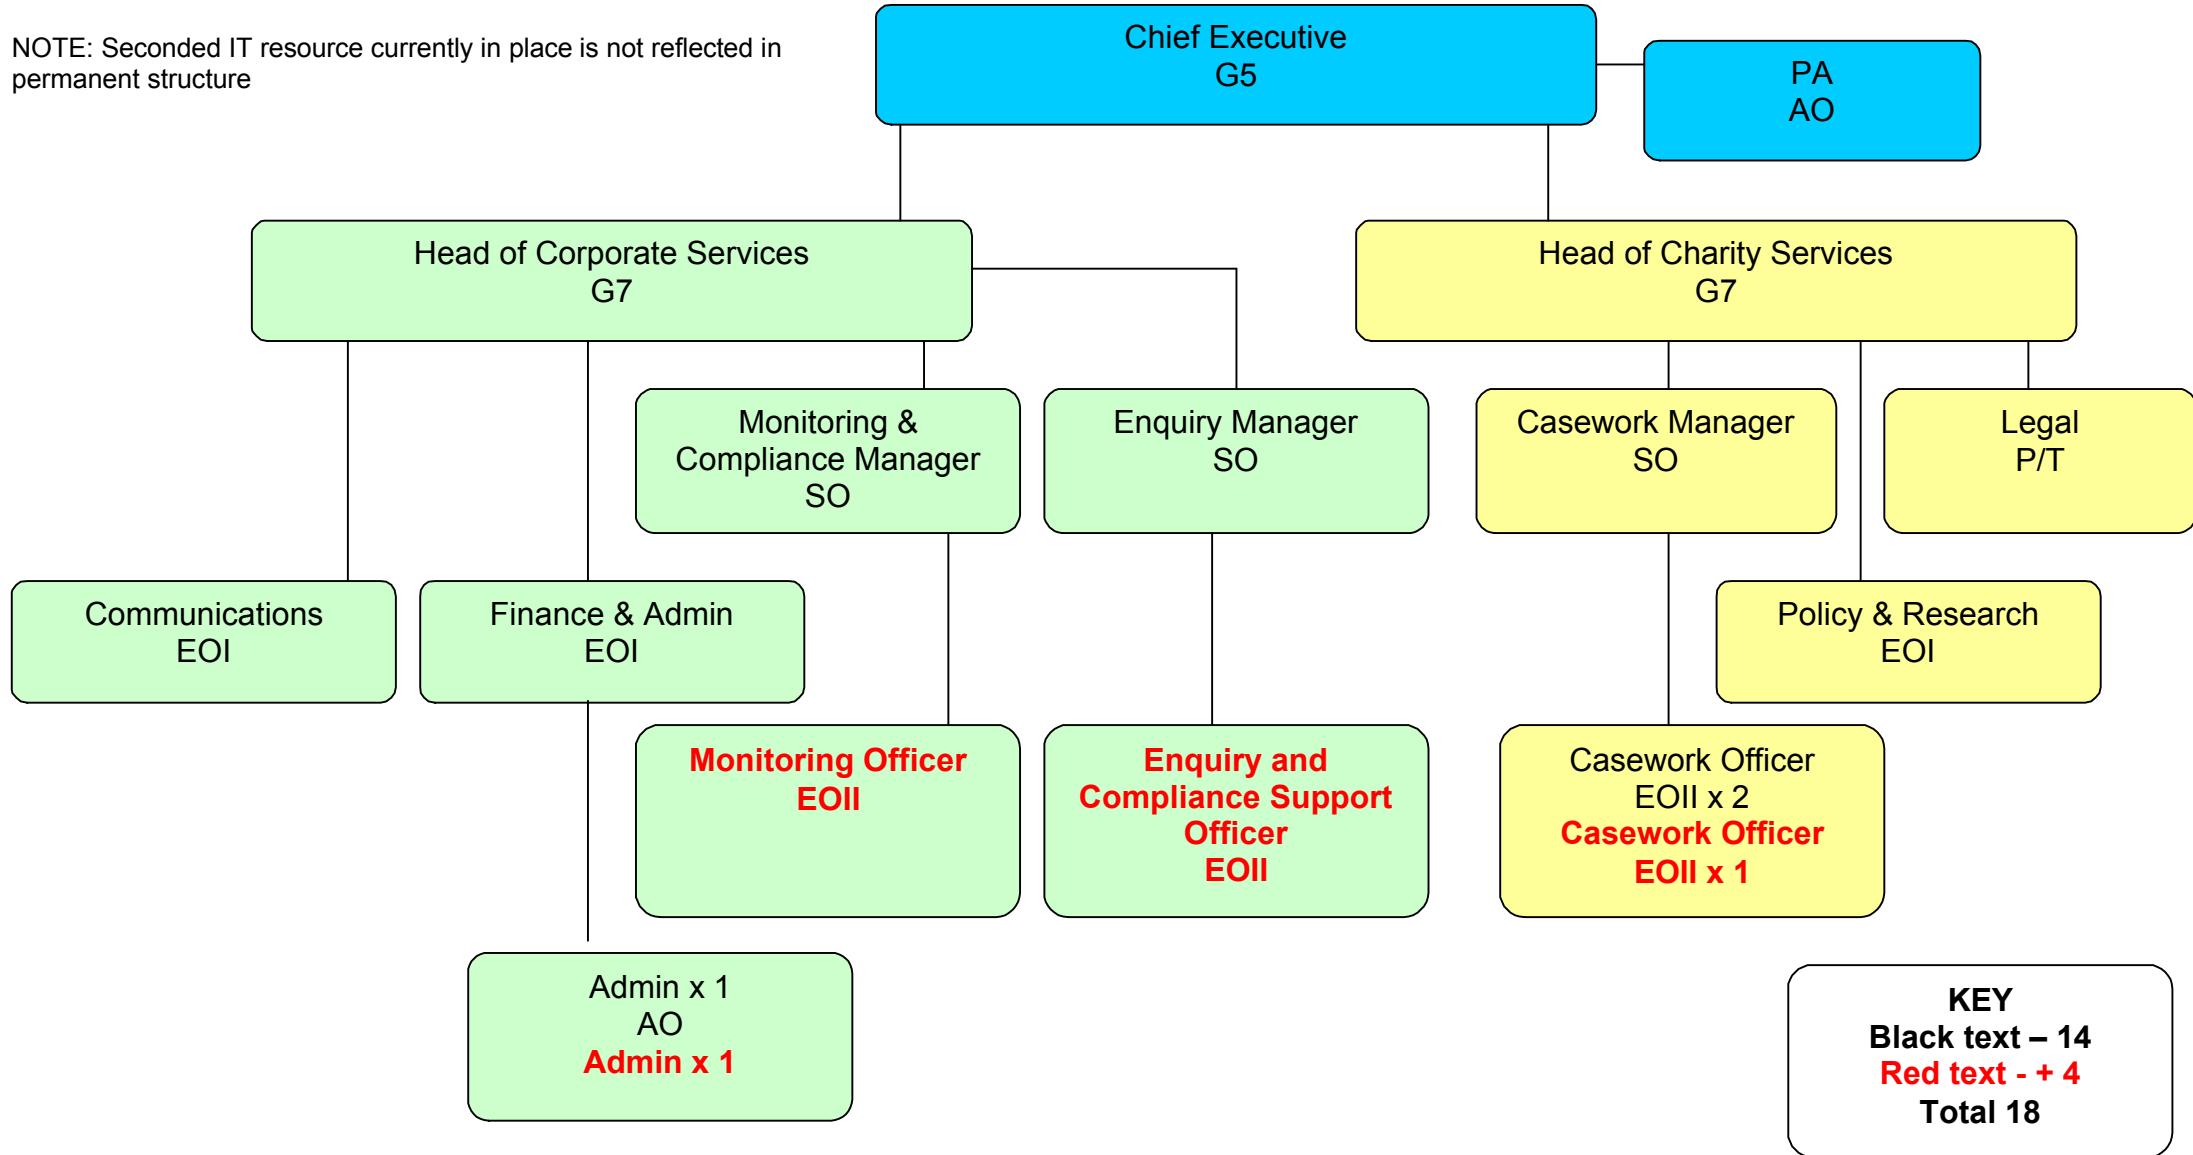 NOTE: Seconded IT resource currently in place is not reflected in
permanent structure
Chief Executive
G5
PA
AO
Head of Corporate Services
G7
Head of Charity Services
G7
Monitoring &
Compliance Manager
SO
Enquiry Manager
SO
Casework Manager
SO
Legal
P/T
Communications
EOI
Finance & Admin
EOI
Policy & Research
EOI
Monitoring Officer
EOII
Enquiry and
Compliance Support
Officer
EOII
Casework Officer
EOII x 2
Casework Officer
EOII x 1
Admin x 1
AO
Admin x 1
KEY
Black text – 14
Red text - + 4
Total 18